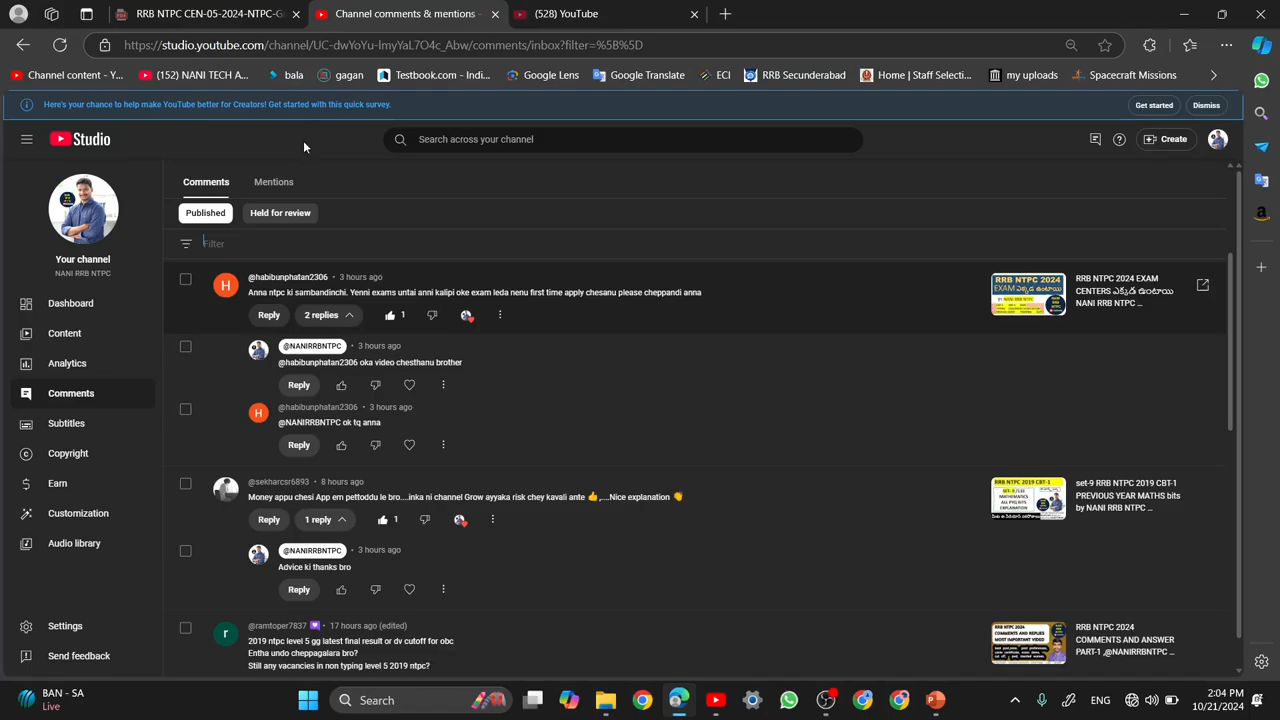 RRB NTPC CEN-05-2024-NTPC-G
Channel comments & mentions -
(589) YouTube
https://studio.youtube.com/channel/UC-dwYoYu-ImyYaL7O4c_Abw/comments/inbox?filter=%5B%5D
Channel content - Y...
(152) NANI TECH A...
bala
gagan
Testbook.com - Indi...
Google Lens
Google Translate
Eci
RRB Secunderabad
Home | Staff Selecti...
my uploads
Spacecraft Missions
Here's your chance to help make YouTube better for Creators! Get started with this quick survey.
Get started
Dismiss
Studio
Search across your channel
Create
Your channel
NANI RRB NTPC
Dashboard
Content
Analytics
Comments
Subtitles
Copyright
Earn
Customization
Audio library
Settings
Send feedback
Comments
Mentions
Published
Held for review
Filter
@habibunphatan2306 • 3 hours ago
Anna ntpc ki separate ga enni exams untai anni kalipi oke exam leda nenu first time apply chesanu please cheppandi anna
Reply
2 replies
1
RRB NTPC 2024 EXAM
CENTERS ఎక్కడ ఉంటాయి
NANI RRB NTPC ...
@NANIRRBNTPC • 3 hours ago
@habibunphatan2306 oka video chesthanu brother
Reply
@habibunphatan2306 • 3 hours ago
@NANIRRBNTPC ok tq anna
Reply
@sekharcsr6693 • 8 hours ago
Money appu chesi trading lo pettoddu le bro....inka ni channel Grow ayyaka risk chey kavali ante 👍,....Nice explanation 👏
Reply
1 reply
1
set-9 RRB NTPC 2019 CBT-1
ALL PREVIOUS YEAR MATHS BITS
by NANI RRB NTPC ...
@NANIRRBNTPC • 3 hours ago
Advice ki thanks bro
Reply
@ramtoper7837 • 17 hours ago (edited)
2019 ntpc level 5 gg latest final result or dv cutoff for obc
entha undhi secundrabad bro?
Still any vacancies left for typing level 5 2019 ntpc?
RRB NTPC 2024
COMMENTS AND ANSWER
PART-5,@NANIRRBNTPC ...
BAN - SA
Live
Search
ENG
2:04 PM
10/21/2024